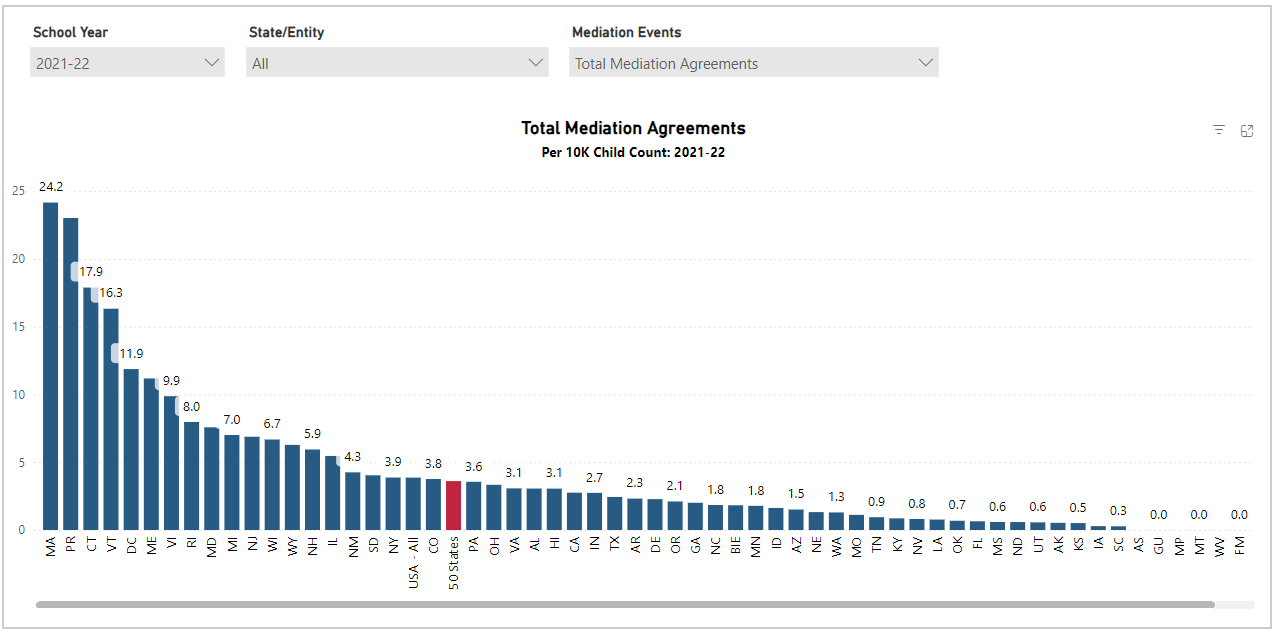 School Year State/Entity Mediation Events
2021-22 All Total Mediation Agreements
Total Mediation Agreements
Per 10K Child Count: 2021-22
25
20
15
10
5
0
24.2 17.9 16.3 11.9 9.9 8.0 7.0 6.7 5.9 4.3 3.9 3.8 3.6 3.1 3.1 2.7 2.3 2.1 1.8 1.8 1.5 1.3 0.9 0.8 0.7 0.6 0.6 0.5 0.3 0.0 0.0 0.0
MA PR CT VT DC ME VI RI MD MI NJ WI WY NH IL NM SD NY USA - All CO 50 States PA OH VA AL HI CA IN TX AR DE OR GA NC BIE MN ID AZ NE WA MO TN KY NV LA OK FL MS ND UT AK KS IA SC AS GU MP MT WV FM